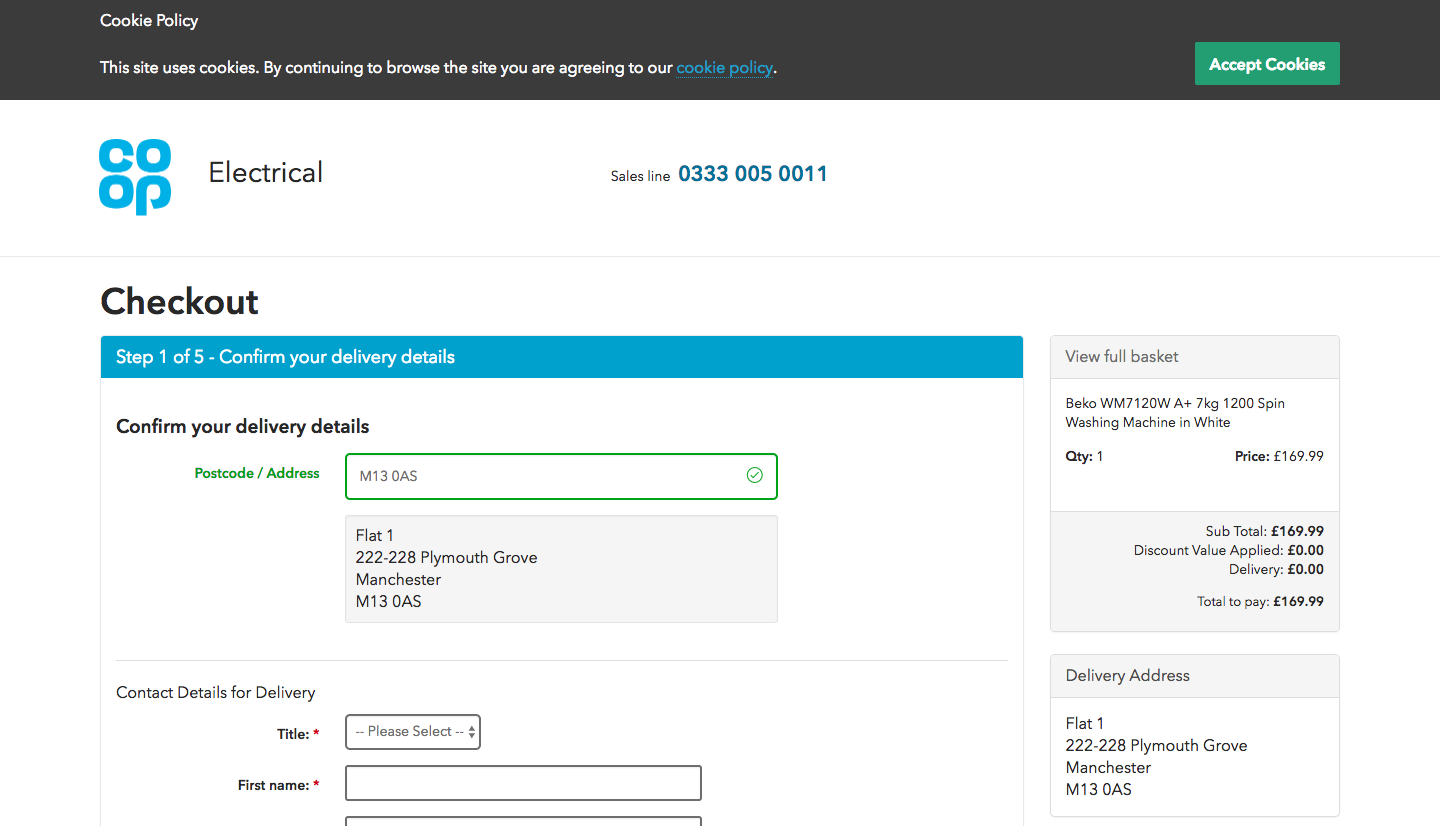 Cookie Policy
This site uses cookies. By continuing to browse the site you are agreeing to our cookie policy.
Accept Cookies
co
op
Electrical
Sales line 0333 005 0011
Checkout
Step 1 of 5 - Confirm your delivery details
Confirm your delivery details
Postcode / Address
M13 0AS
Flat 1
222-228 Plymouth Grove
Manchester
M13 0AS
Contact Details for Delivery
Title: *
-- Please Select --
First name: *
View full basket
Beko WM7120W A+ 7kg 1200 Spin
Washing Machine in White
Qty: 1 Price: £169.99
Sub Total: £169.99
Discount Value Applied: £0.00
Delivery: £0.00
Total to pay: £169.99
Delivery Address
Flat 1
222-228 Plymouth Grove
Manchester
M13 0AS